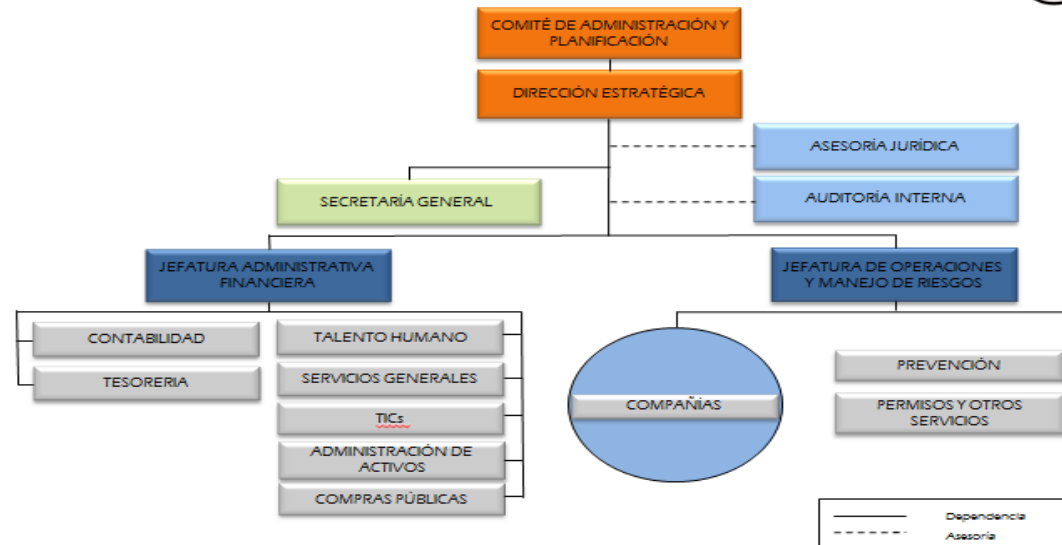 COMITÉ DE ADMINISTRACIÓN Y
PLANIFICACIÓN
DIRECCIÓN ESTRATÉGICA
ASESORÍA JURÍDICA
SECRETARÍA GENERAL
AUDITORÍA INTERNA
JEFATURA ADMINISTRATIVA
FINANCIERA
JEFATURA DE OPERACIONES
Y MANEJO DE RIESGOS
CONTABILIDAD
TESORERIA
TALENTO HUMANO
SERVICIOS GENERALES
TICs
ADMINISTRACIÓN DE
ACTIVOS
COMPRAS PÚBLICAS
COMPAÑÍAS
PREVENCIÓN
PERMISOS Y OTROS
SERVICIOS
Dependencia
Asesoría